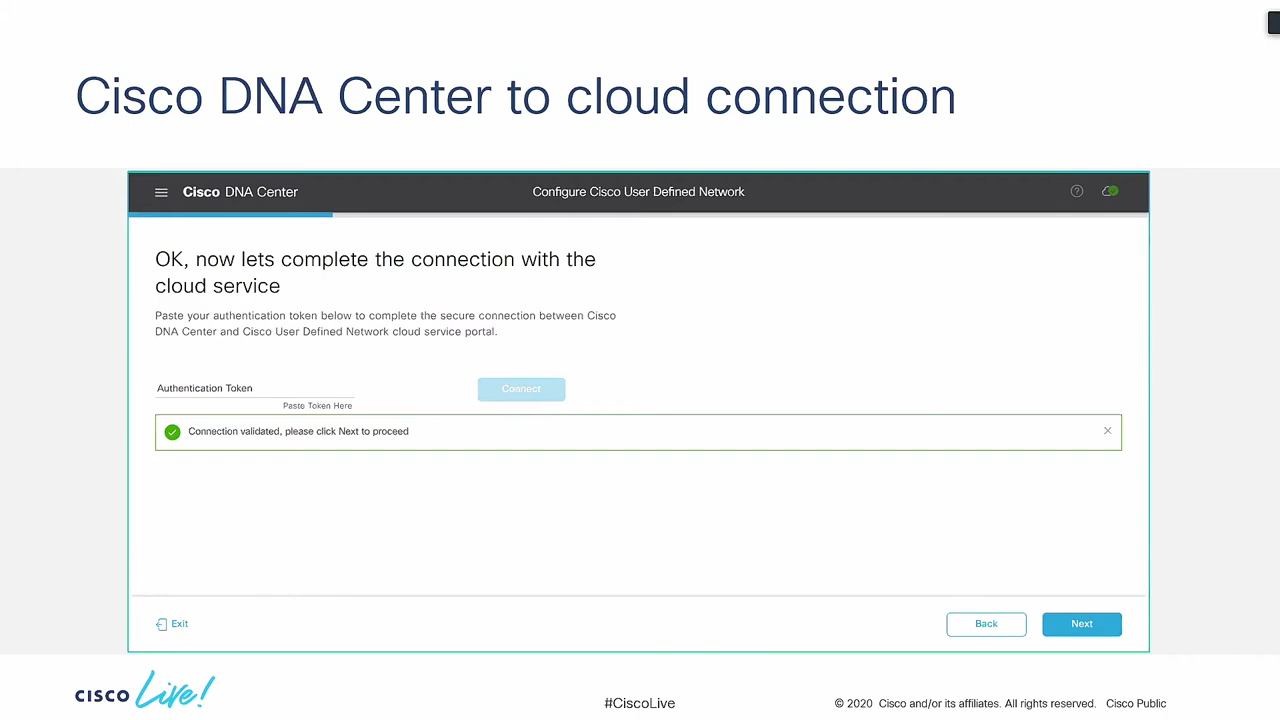 Cisco DNA Center to cloud connection
Cisco DNA Center
Configure Cisco User Defined Network
OK, now lets complete the connection with the
cloud service
Paste your authentication token below to complete the secure connection between Cisco
DNA Center and Cisco User Defined Network cloud service portal.
Authentication Token
Connect
Paste Token Here
Connection validated, please click Next to proceed
Exit
Back
Next
CISCO Live!
#CiscoLive
© 2020 Cisco and/or its affiliates. All rights reserved. Cisco Public